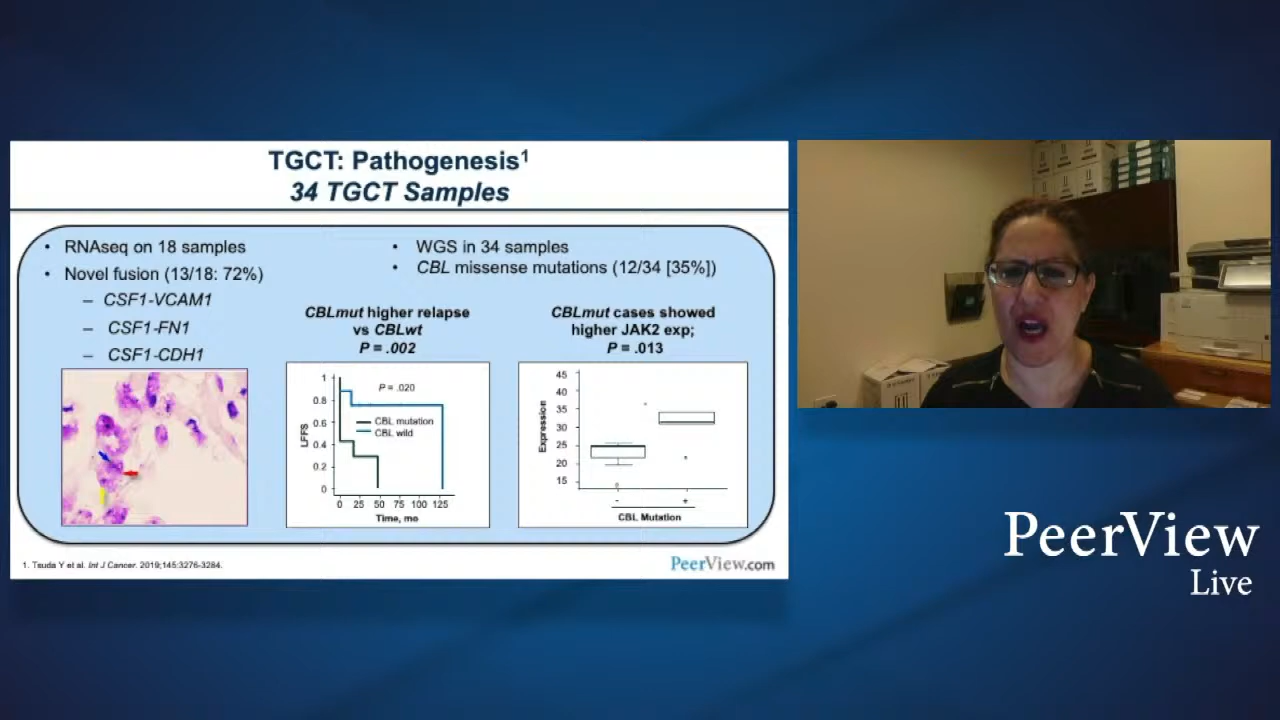 TGCT: Pathogenesis1
34 TGCT Samples
• RNAseq on 18 samples
• Novel fusion (13/18: 72%)
– CSF1-VCAM1
– CSF1-FN1
– CSF1-CDH1
• WGS in 34 samples
• CBL missense mutations (12/34 [35%])
CBLmut higher relapse
vs CBLwt
P = .002
P = .020
CBL mutation
CBL wild
LFFS
1
0.8
0.6
0.4
0.2
0
0 25 50 75 100 125
Time, mo
CBLmut cases showed
higher JAK2 exp;
P = .013
Expression
45
40
35
30
25
20
15
- +
CBL Mutation
1. Tsuda Y et al. Int J Cancer. 2019;145:3276-3284.
PeerView.com
PeerView
Live